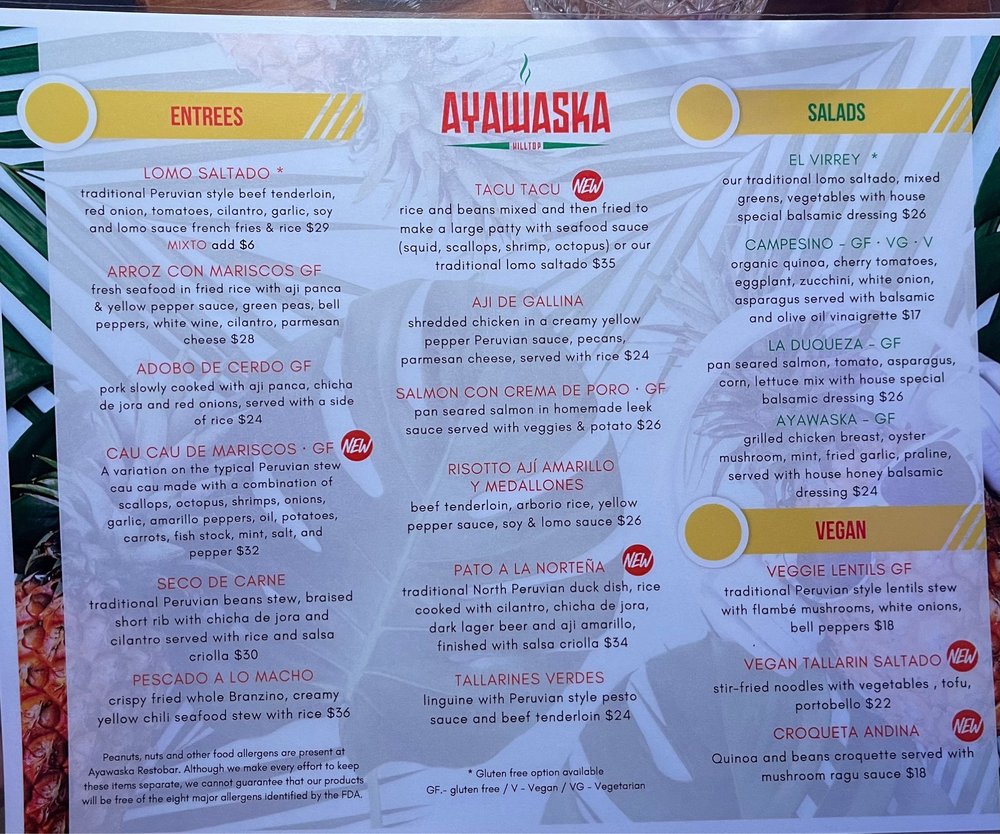 ENTREES
LOMO SALTADO *
traditional Peruvian style beef tenderloin,
red onion, tomatoes, cilantro, garlic, soy
and lomo sauce french fries & rice $29
MIXTO add $6
ARROZ CON MARISCOS GF
fresh seafood in fried rice with aji panca
& yellow pepper sauce, green peas, bell
peppers, white wine, cilantro, parmesan
cheese $28
ADOBO DE CERDO GF
pork slowly cooked with aji panca, chicha
de jora and red onions, served with a side
of rice $24
CAU CAU DE MARISCOS · GF NEW
A variation on the typical Peruvian stew
cau cau made with a combination of
scallops, octopus, shrimps, onions,
garlic, amarillo peppers, oil, potatoes,
carrots, fish stock, mint, salt, and
pepper $32
SECO DE CARNE
traditional Peruvian beans stew, braised
short rib with chicha de jora and
cilantro served with rice and salsa
criolla $30
PESCADO A LO MACHO
crispy fried whole Branzino, creamy
yellow chili seafood stew with rice $36
Peanuts, nuts and other food allergens are present at
Ayawaska Restobar. Although we make every effort to keep
these items separate, we cannot guarantee that our products
will be free of the eight major allergens identified by the FDA.
AYAWASKA
HILLTOP
TACU TACU NEW
rice and beans mixed and then fried to
make a large patty with seafood sauce
(squid, scallops, shrimp, octopus) or our
traditional lomo saltado $35
AJI DE GALLINA
shredded chicken in a creamy yellow
pepper Peruvian sauce, pecans,
parmesan cheese, served with rice $24
SALMON CON CREMA DE PORO · GF
pan seared salmon in homemade leek
sauce served with veggies & potato $26
RISOTTO AJÍ AMARILLO
Y MEDALLONES
beef tenderloin, arborio rice, yellow
pepper sauce, soy & lomo sauce $26
PATO A LA NORTEÑA NEW
traditional North Peruvian duck dish, rice
cooked with cilantro, chicha de jora,
dark lager beer and aji amarillo,
finished with salsa criolla $34
TALLARINES VERDES
linguine with Peruvian style pesto
sauce and beef tenderloin $24
* Gluten free option available
GF.- gluten free / V - Vegan / VG - Vegetarian
SALADS
EL VIRREY *
our traditional lomo saltado, mixed
greens, vegetables with house
special balsamic dressing $26
CAMPESINO - GF · VG · V
organic quinoa, cherry tomatoes,
eggplant, zucchini, white onion,
asparagus served with balsamic
and olive oil vinaigrette $17
LA DUQUEZA - GF
pan seared salmon, tomato, asparagus,
corn, lettuce mix with house special
balsamic dressing $26
AYAWASKA - GF
grilled chicken breast, oyster
mushroom, mint, fried garlic, praline,
served with house honey balsamic
dressing $24
VEGAN
VEGGIE LENTILS GF
traditional Peruvian style lentils stew
with flambé mushrooms, white onions,
bell peppers $18
VEGAN TALLARIN SALTADO NEW
stir-fried noodles with vegetables , tofu,
portobello $22
CROQUETA ANDINA NEW
Quinoa and beans croquette served with
mushroom ragu sauce $18